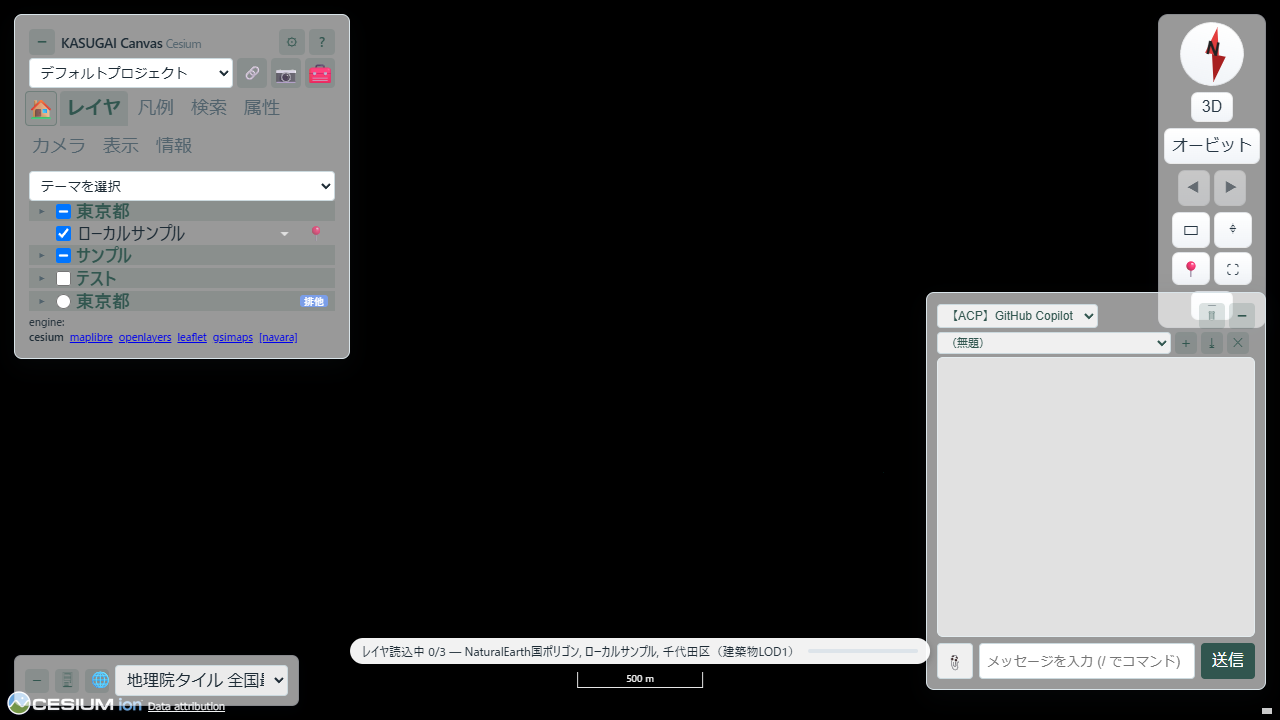 KASUGAI Canvas Cesium
?
デフォルトプロジェクト
レイヤ 凡例 検索 属性
カメラ 表示 情報
テーマを選択
東京都
ローカルサンプル
サンプル
テスト
東京都 排他
engine:
cesium maplibre openlayers leaflet gsimaps [navara]
N
3D
オービット
【ACP】GitHub Copilot
（無題）
メッセージを入力 (/ でコマンド) 送信
レイヤ読込中 0/3 — NaturalEarth国ポリゴン, ローカルサンプル, 千代田区（建築物LOD1）
500 m
地理院タイル 全国
CESIUM ion Data attribution